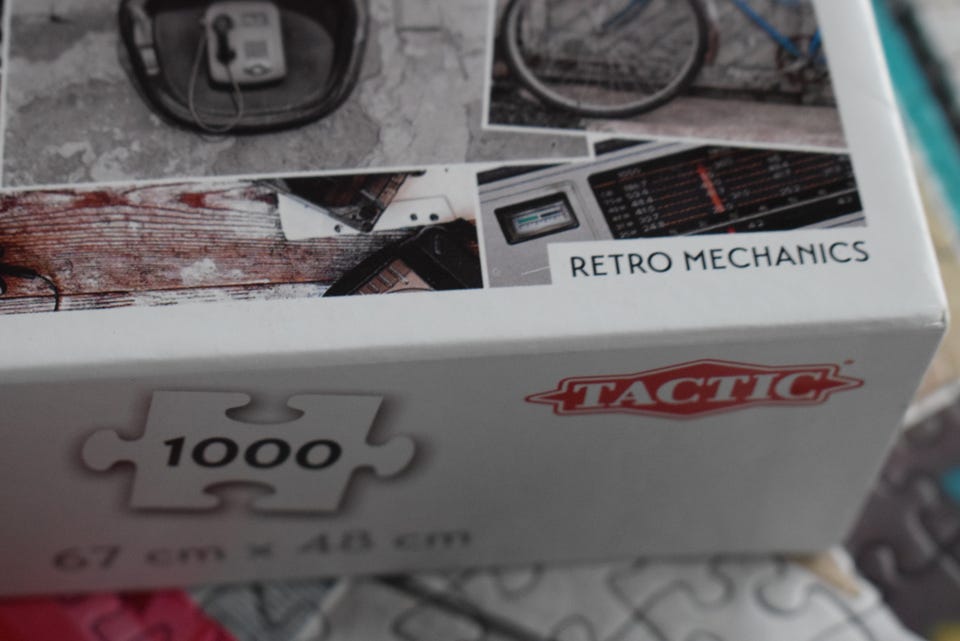 RETRO MECHANICS
TACTIC
1000
67 cm x 48 cm